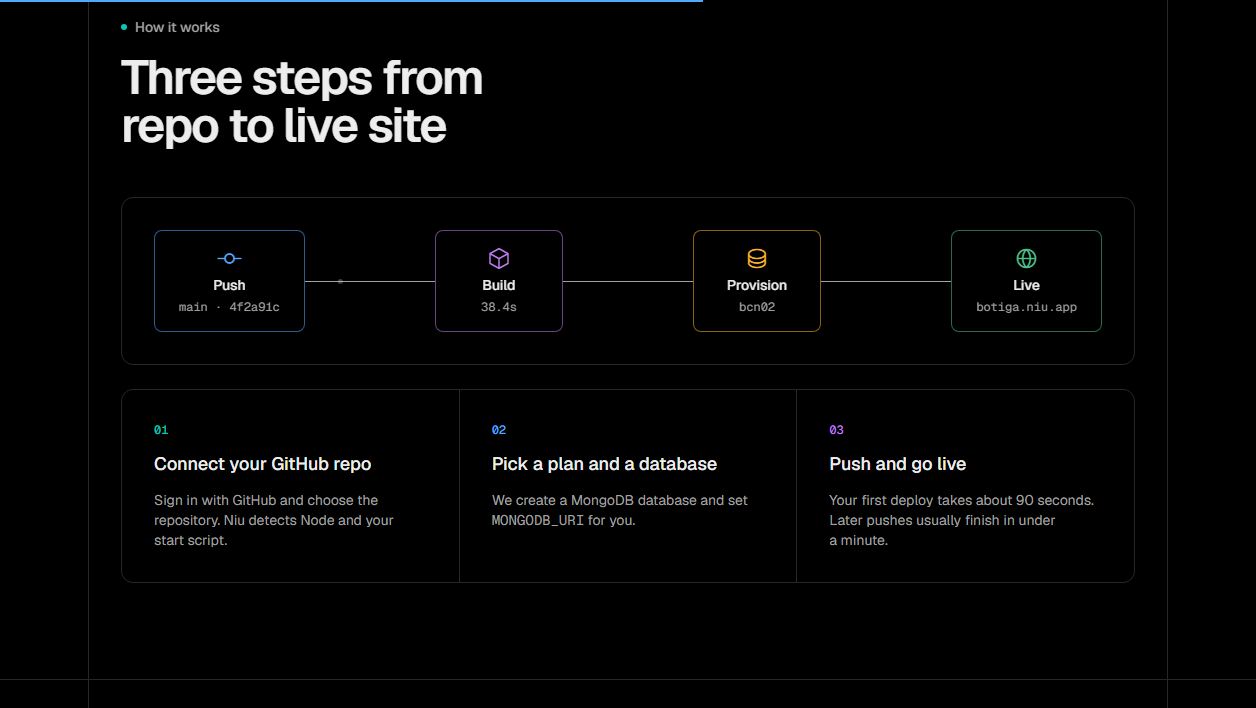 How it works
Three steps from
repo to live site
Push
main · 4f2a91c
Build
38.4s
Provision
bcn02
Live
botiga.niu.app
01
Connect your GitHub repo
Sign in with GitHub and choose the
repository. Niu detects Node and your
start script.
02
Pick a plan and a database
We create a MongoDB database and set
MONGODB_URI for you.
03
Push and go live
Your first deploy takes about 90 seconds.
Later pushes usually finish in under
a minute.